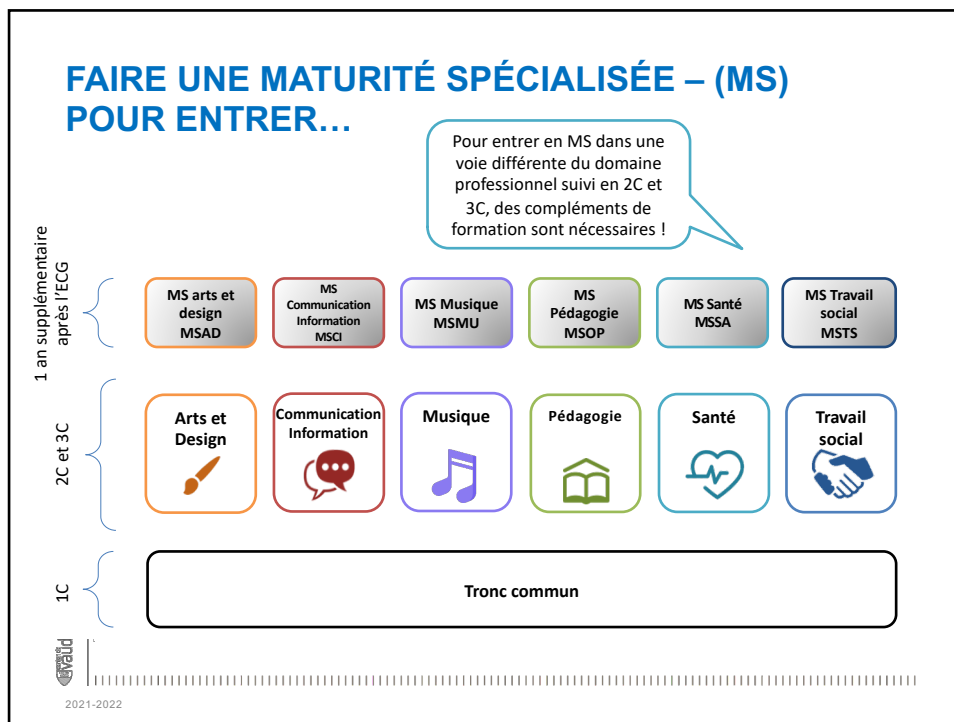 FAIRE UNE MATURITÉ SPÉCIALISÉE – (MS)
POUR ENTRER…
Pour entrer en MS dans une
voie différente du domaine
professionnel suivi en 2C et
3C, des compléments de
formation sont nécessaires !
1 an supplémentaire
après l’ECG
MS arts et
design
MSAD
MS
Communication
Information
MSCI
MS Musique
MSMU
MS
Pédagogie
MSOP
MS Santé
MSSA
MS Travail
social
MSTS
2C et 3C
Arts et
Design
Communication
Information
Musique
Pédagogie
Santé
Travail
social
1C
Tronc commun
vaud
2021-2022